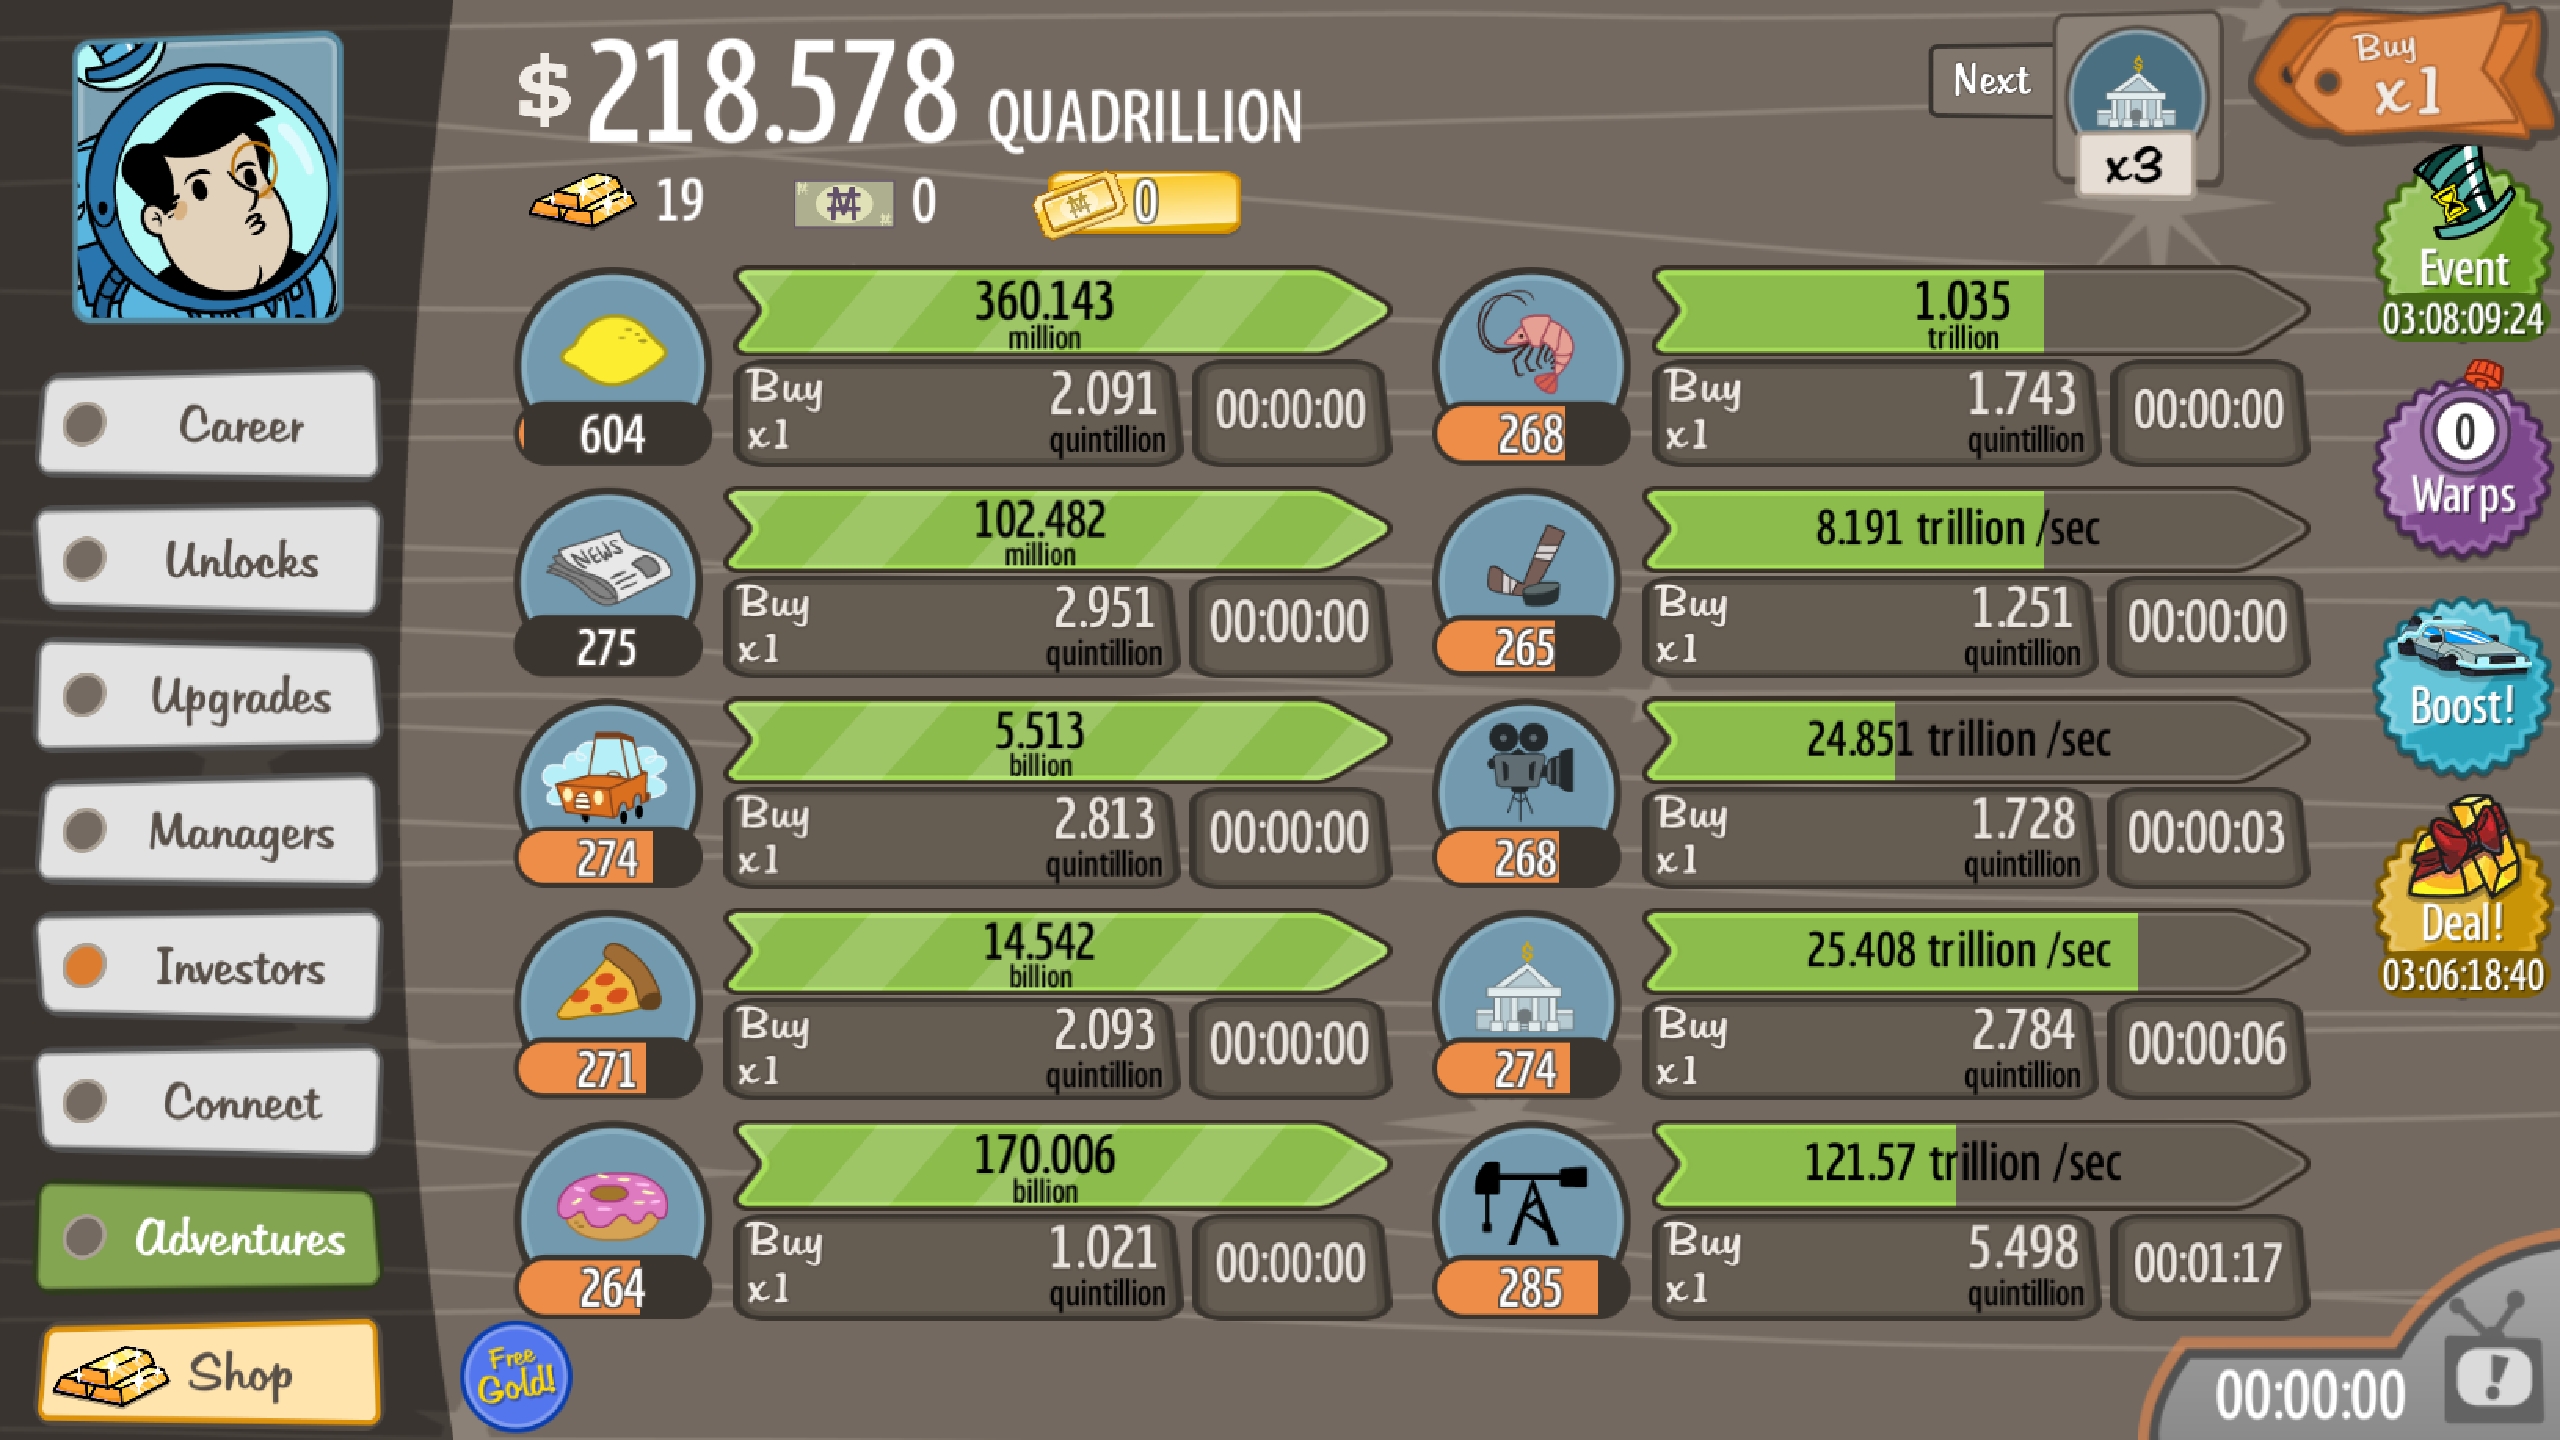 $218.578 QUADRILLION
19
0
0
Next
x3
Buy
x1
Event
03:08:09:24
0
Warps
Boost!
Deal!
03:06:18:40
Career
Unlocks
Upgrades
Managers
Investors
Connect
Adventures
Shop
604
360.143
million
Buy
x1
2.091
quintillion
00:00:00
268
1.035
trillion
Buy
x1
1.743
quintillion
00:00:00
NEWS
275
102.482
million
Buy
x1
2.951
quintillion
00:00:00
265
8.191 trillion /sec
Buy
x1
1.251
quintillion
00:00:00
274
5.513
billion
Buy
x1
2.813
quintillion
00:00:00
268
24.851 trillion /sec
Buy
x1
1.728
quintillion
00:00:03
271
14.542
billion
Buy
x1
2.093
quintillion
00:00:00
$
274
25.408 trillion /sec
Buy
x1
2.784
quintillion
00:00:06
264
170.006
billion
Buy
x1
1.021
quintillion
00:00:00
285
121.57 trillion /sec
Buy
x1
5.498
quintillion
00:01:17
Free
Gold!
00:00:00
!